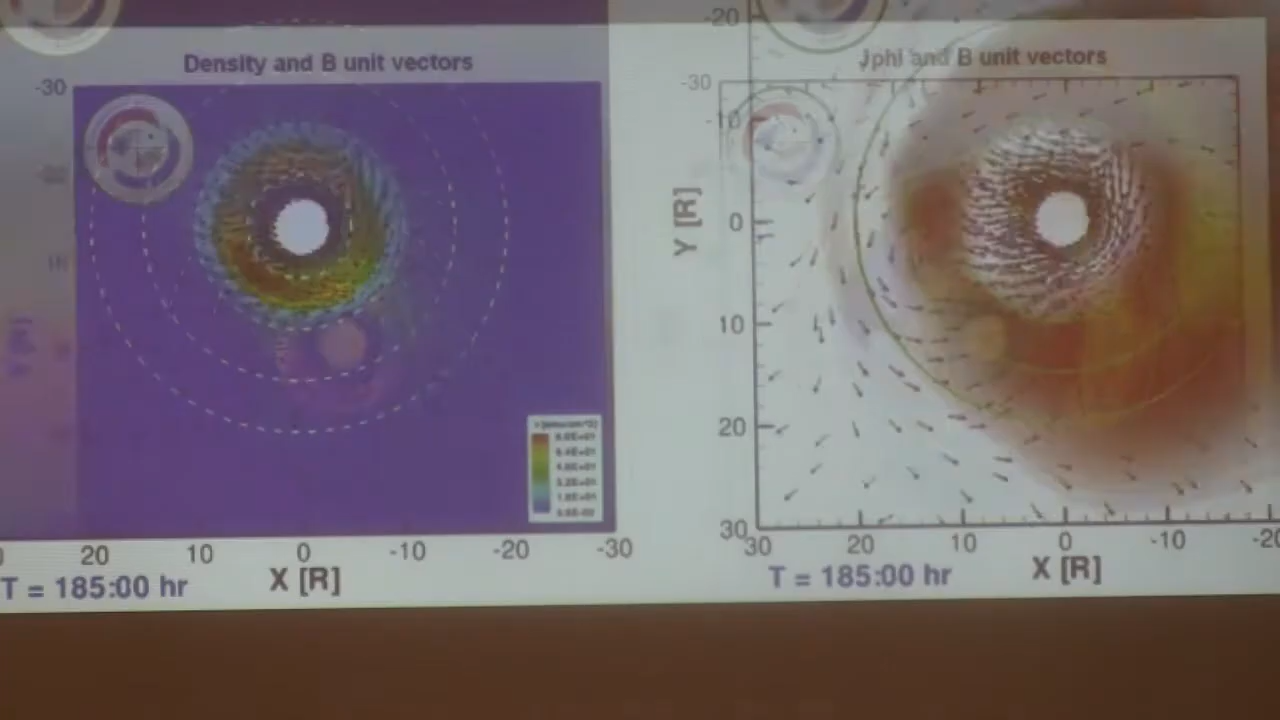 -20
Density and B unit vectors
Jphi and B unit vectors
-30
-30
Y [R]
0
10
20
30
20
10
0
-10
-20
-30
30
20
10
0
-10
-20
T = 185:00 hr
X [R]
T = 185:00 hr
X [R]